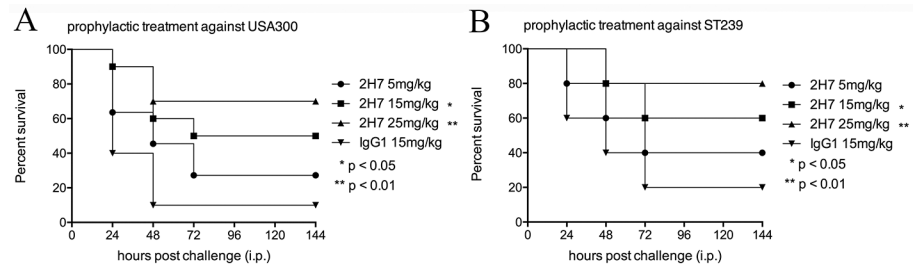 A
prophylactic treatment against USA300
Percent survival
100
80
60
40
20
0
0 24 48 72 96 120 144
hours post challenge (i.p.)
2H7 5mg/kg
2H7 15mg/kg *
2H7 25mg/kg **
IgG1 15mg/kg
* p < 0.05
** p < 0.01
B
prophylactic treatment against ST239
Percent survival
100
80
60
40
20
0
0 24 48 72 96 120 144
hours post challenge (i.p.)
2H7 5mg/kg
2H7 15mg/kg *
2H7 25mg/kg **
IgG1 15mg/kg
* p < 0.05
** p < 0.01